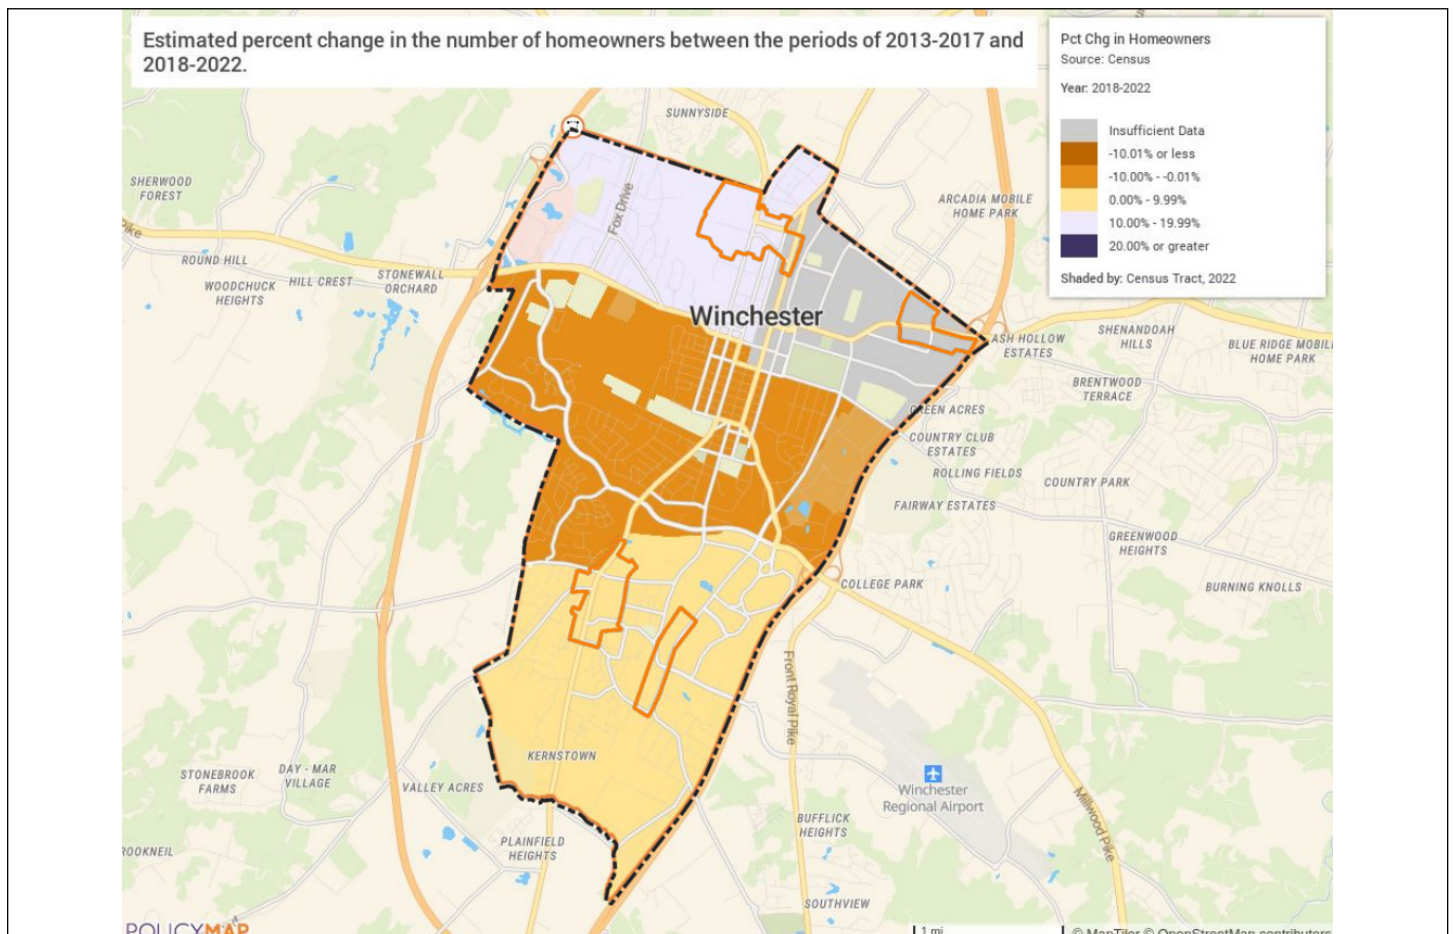 Estimated percent change in the number of homeowners between the periods of 2013-2017 and
2018-2022.
Pct Chg in Homeowners
Source: Census
Year: 2018-2022
Insufficient Data
-10.01% or less
-10.00% - -0.01%
0.00% - 9.99%
10.00% - 19.99%
20.00% or greater
Shaded by: Census Tract, 2022
SUNNYSIDE
SHERWOOD
FOREST
Fox Drive
ARCADIA MOBILE
HOME PARK
Pike
ROUND HILL
WOODCHUCK
HEIGHTS
HILL CREST
STONEWALL
ORCHARD
Winchester
ASH HOLLOW
ESTATES
SHENANDOAH
HILLS
BLUE RIDGE MOBIL
HOME PARK
BRENTWOOD
TERRACE
GREEN ACRES
COUNTRY CLUB
ESTATES
ROLLING FIELDS
COUNTRY PARK
FAIRWAY ESTATES
GREENWOOD
HEIGHTS
COLLEGE PARK
BURNING KNOLLS
Front Royal Pike
KERNSTOWN
STONEBROOK
FARMS
DAY - MAR
VILLAGE
VALLEY ACRES
Winchester
Regional Airport
Millwood Pike
BUFFLICK
HEIGHTS
PLAINFIELD
HEIGHTS
ROOKNEIL
SOUTHVIEW
POLICYMAP
1 mi
© MapTiler © OpenStreetMap contributors